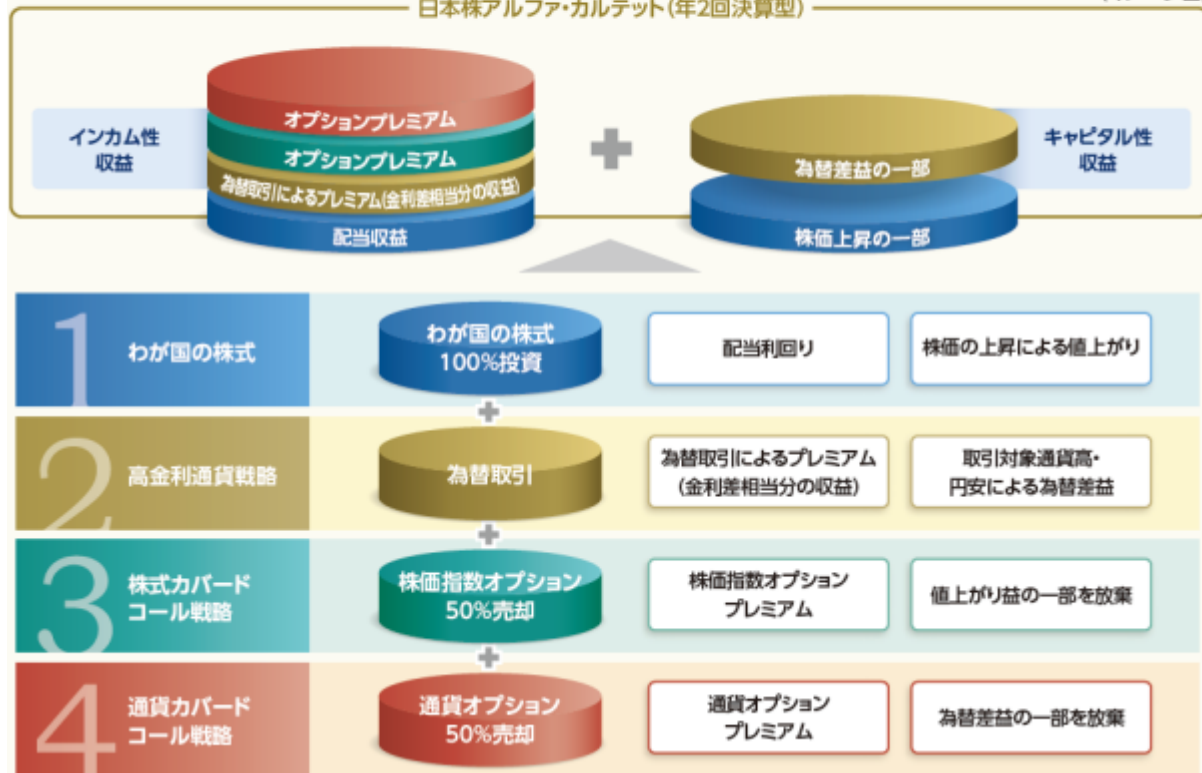 日本株アルファ・カルテット(年2回決算型)
インカム性
収益
オプションプレミアム
オプションプレミアム
為替取引によるプレミアム(金利差相当分の収益)
配当収益
+
為替差益の一部
株価上昇の一部
キャピタル性
収益
1
わが国の株式
わが国の株式
100%投資
配当利回り
株価の上昇による値上がり
+
2
高金利通貨戦略
為替取引
為替取引によるプレミアム
(金利差相当分の収益)
取引対象通貨高・
円安による為替差益
+
3
株式カバード
コール戦略
株価指数オプション
50%売却
株価指数オプション
プレミアム
値上がり益の一部を放棄
+
4
通貨カバード
コール戦略
通貨オプション
50%売却
通貨オプション
プレミアム
為替差益の一部を放棄